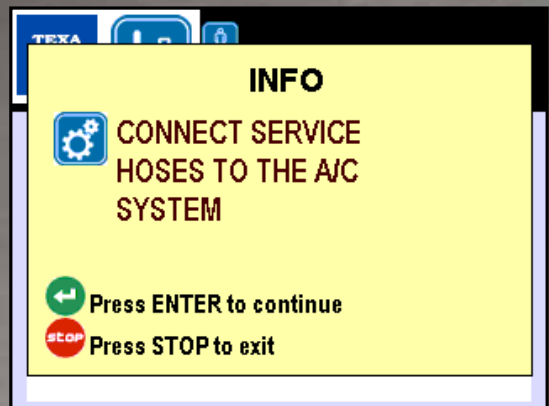 TEXA
INFO
CONNECT SERVICE
HOSES TO THE A/C
SYSTEM
Press ENTER to continue
stop Press STOP to exit